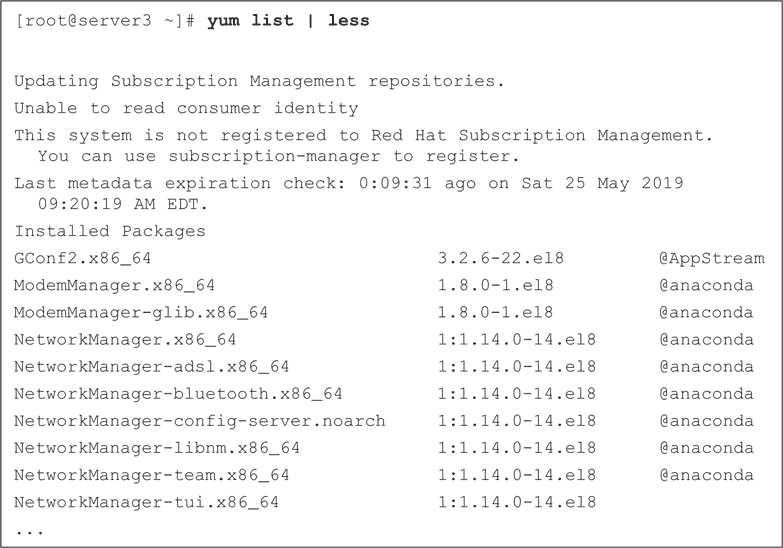 [root@server3 ~]# yum list | less
Updating Subscription Management repositories.
Unable to read consumer identity
This system is not registered to Red Hat Subscription Management.
You can use subscription-manager to register.
Last metadata expiration check: 0:09:31 ago on Sat 25 May 2019
09:20:19 AM EDT.
Installed Packages
GConf2.x86_64 3.2.6-22.el8 @AppStream
ModemManager.x86_64 1.8.0-1.el8 @anaconda
ModemManager-glib.x86_64 1.8.0-1.el8 @anaconda
NetworkManager.x86_64 1:1.14.0-14.el8 @anaconda
NetworkManager-adsl.x86_64 1:1.14.0-14.el8 @anaconda
NetworkManager-bluetooth.x86_64 1:1.14.0-14.el8 @anaconda
NetworkManager-config-server.noarch 1:1.14.0-14.el8 @anaconda
NetworkManager-libnm.x86_64 1:1.14.0-14.el8 @anaconda
NetworkManager-team.x86_64 1:1.14.0-14.el8 @anaconda
NetworkManager-tui.x86_64 1:1.14.0-14.el8
...